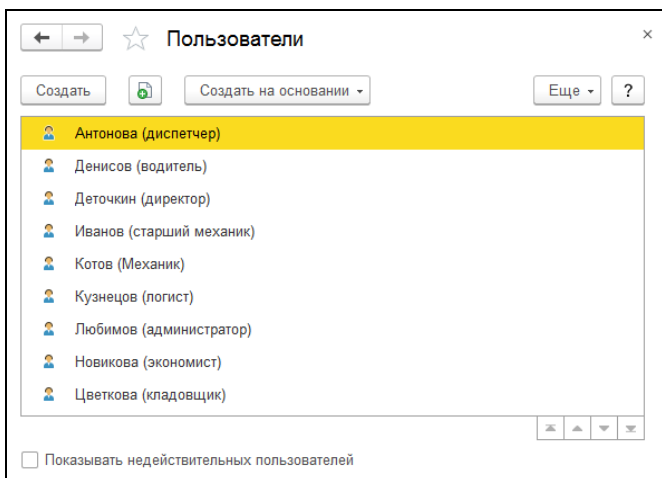 Пользователи
Создать Создать на основании Еще ?
Антонова (диспетчер)
Денисов (водитель)
Деточкин (директор)
Иванов (старший механик)
Котов (Механик)
Кузнецов (логист)
Любимов (администратор)
Новикова (экономист)
Цветкова (кладовщик)
Показывать недействительных пользователей